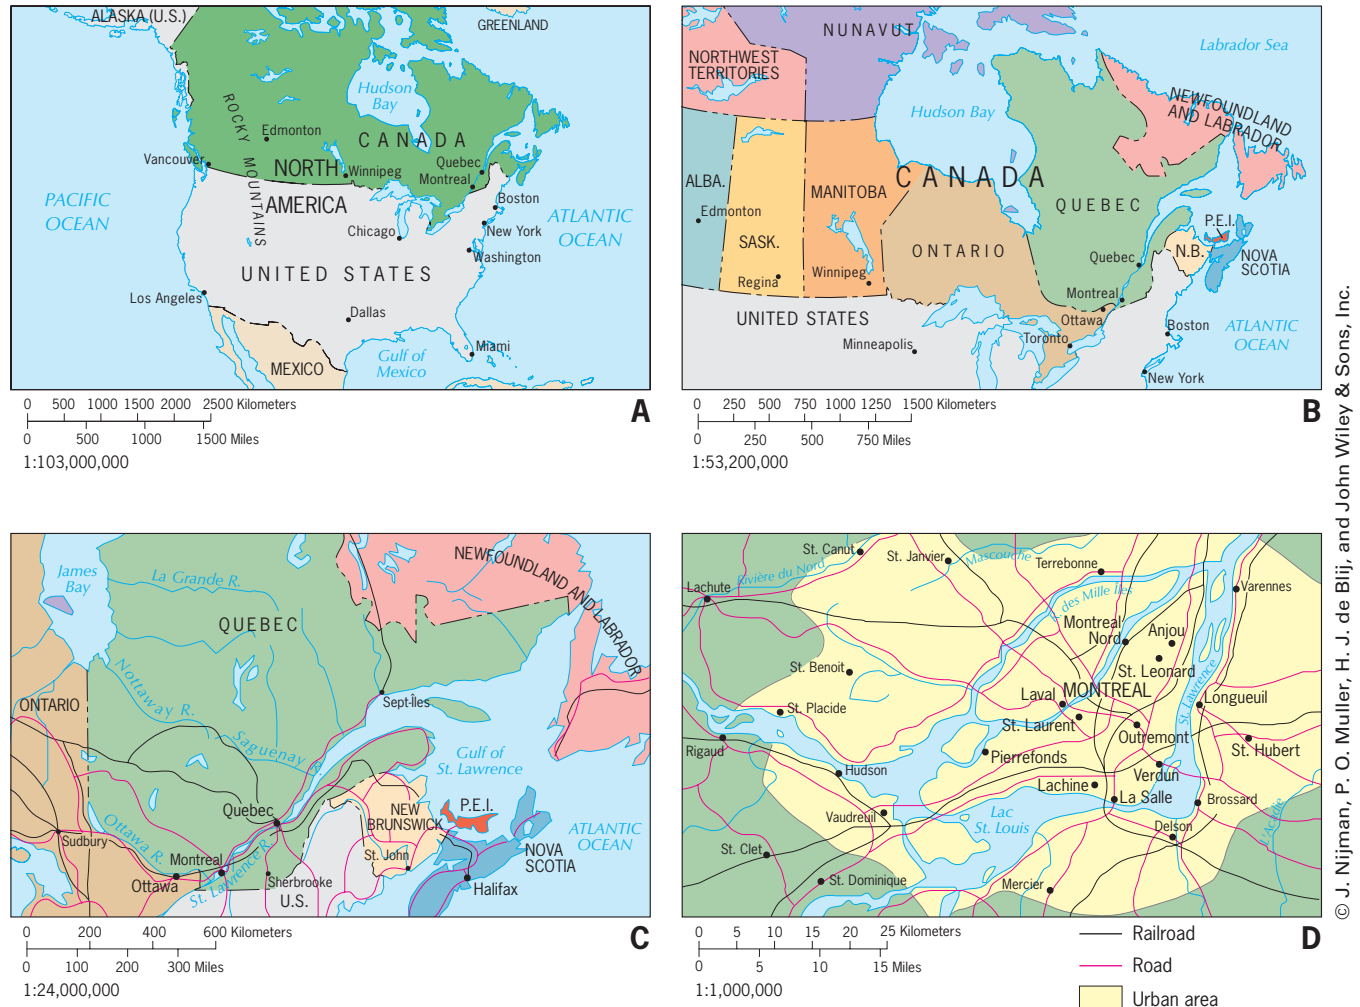 ALASKA (U.S.)
GREENLAND
Hudson
Bay
ROCKY MOUNTAINS
Edmonton
CANADA
Vancouver
NORTH
Winnipeg
Quebec
Montreal
AMERICA
Boston
PACIFIC
OCEAN
ATLANTIC
OCEAN
Chicago
New York
Washington
UNITED STATES
Los Angeles
Dallas
Miami
Gulf of
Mexico
MEXICO
0 500 1000 1500 2000 2500 Kilometers
0 500 1000 1500 Miles
1:103,000,000
A
NUNAVUT
Labrador Sea
NORTHWEST
TERRITORIES
NEWFOUNDLAND
AND LABRADOR
Hudson Bay
CANADA
ALBA.
MANITOBA
QUEBEC
Edmonton
P.E.I.
SASK.
ONTARIO
N.B.
NOVA
SCOTIA
Quebec
Regina
Winnipeg
Montreal
UNITED STATES
Ottawa
Boston
ATLANTIC
OCEAN
Minneapolis
Toronto
New York
0 250 500 750 1000 1250 1500 Kilometers
0 250 500 750 Miles
1:53,200,000
B
James
Bay
La Grande R.
NEWFOUNDLAND AND LABRADOR
QUEBEC
Nottaway R.
ONTARIO
Sept-Îles
Saguenay R.
Gulf of
St. Lawrence
Quebec
P.E.I.
NEW
BRUNSWICK
Ottawa R.
Sudbury
ATLANTIC
OCEAN
NOVA
SCOTIA
Montreal
St. John
Ottawa
St. Lawrence R.
Sherbrooke
U.S.
Halifax
0 200 400 600 Kilometers
0 100 200 300 Miles
1:24,000,000
C
St. Canut
St. Janvier
Mascouche
Terrebonne
Rivière du Nord
Lachute
Varennes
R. des Mille Îles
Montreal
Nord
Anjou
St. Benoit
St. Leonard
Laval
MONTREAL
St. Lawrence
Longueuil
St. Placide
St. Laurent
Outremont
Rigaud
Pierrefonds
St. Hubert
Hudson
Verdun
Lachine
La Salle
Brossard
Vaudreuil
Lac
St. Louis
Delson
L'Acadie
St. Clet
St. Dominique
Mercier
0 5 10 15 20 25 Kilometers
0 5 10 15 Miles
1:1,000,000
D
Railroad
Road
Urban area
© J. Nijman, P. O. Muller, H. J. de Blij, and John Wiley & Sons, Inc.